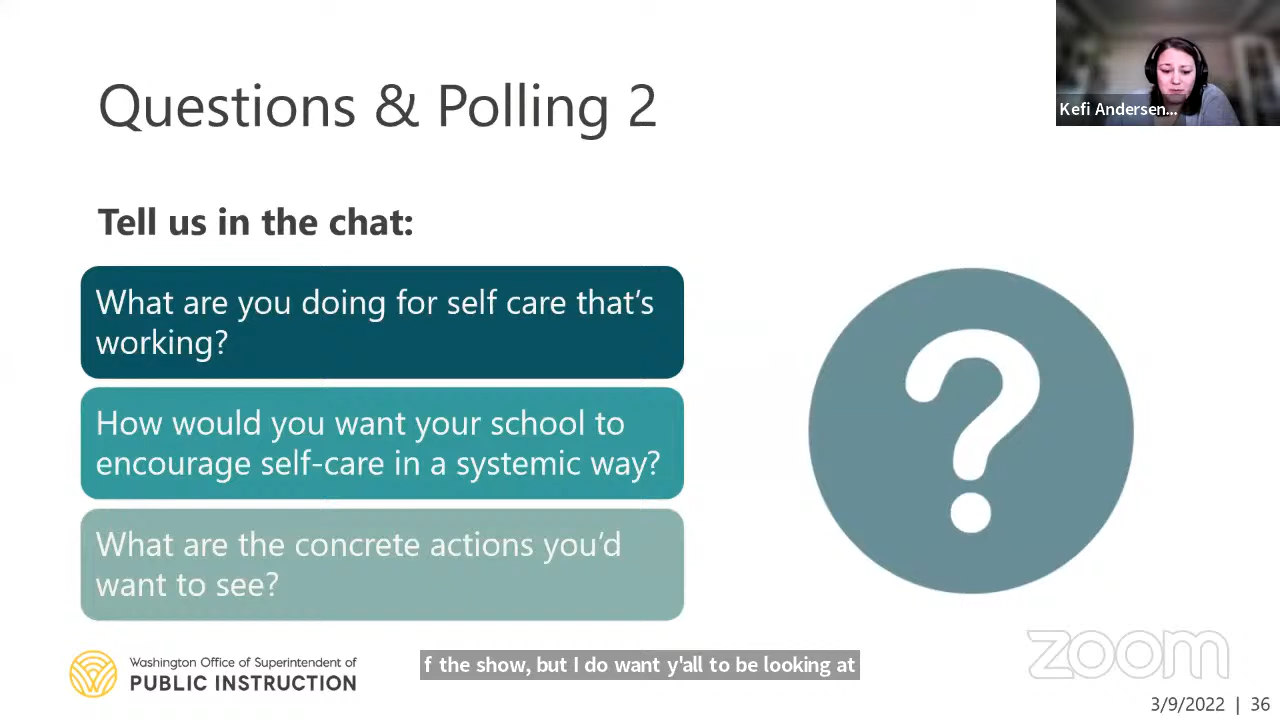 Kefi Andersen...
Questions & Polling 2
Tell us in the chat:
What are you doing for self care that's
working?
How would you want your school to
encourage self-care in a systemic way?
What are the concrete actions you'd
want to see?
?
Washington Office of Superintendent of
PUBLIC INSTRUCTION
f the show, but I do want y'all to be looking at
zoom
3/9/2022 | 36